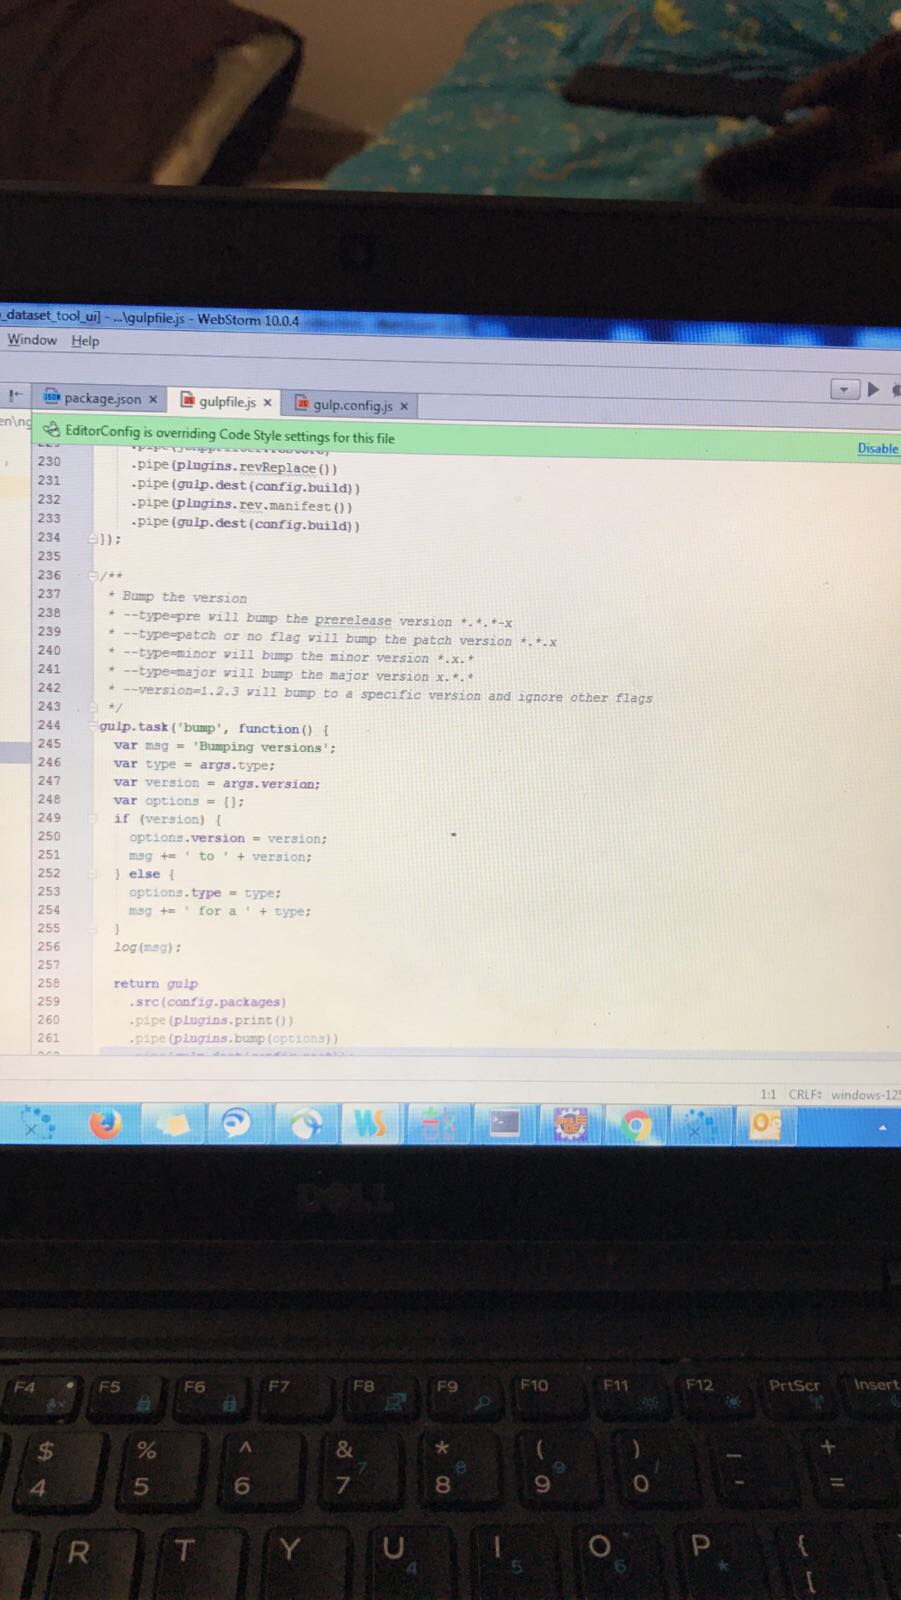 _dataset_tool_ui] - ...\gulpfile.js - WebStorm 10.0.4
Window Help
package.json × gulpfile.js × gulp.config.js ×
EditorConfig is overriding Code Style settings for this file Disable
230 .pipe(plugins.revReplace())
231 .pipe(gulp.dest(config.build))
232 .pipe(plugins.rev.manifest())
233 .pipe(gulp.dest(config.build))
234 });
235
236 /**
237 * Bump the version
238 * --type=pre will bump the prerelease version *.*.*-x
239 * --type=patch or no flag will bump the patch version *.*.x
240 * --type=minor will bump the minor version *.x.*
241 * --type=major will bump the major version x.*.*
242 * --version=1.2.3 will bump to a specific version and ignore other flags
243 */
244 gulp.task('bump', function() {
245 var msg = 'Bumping versions';
246 var type = args.type;
247 var version = args.version;
248 var options = {};
249 if (version) {
250 options.version = version;
251 msg += ' to ' + version;
252 } else {
253 options.type = type;
254 msg += ' for a ' + type;
255 }
256 log(msg);
257
258 return gulp
259 .src(config.packages)
260 .pipe(plugins.print())
261 .pipe(plugins.bump(options))
1:1 CRLF÷ windows-125
WS
DELL
F4 F5 F6 F7 F8 F9 F10 F11 F12 PrtScr Insert
$ % ^ & * ( ) _ +
4 5 6 7 7 8 8 9 9 0 / - =
R T Y U 4 I 5 O 6 P * { [